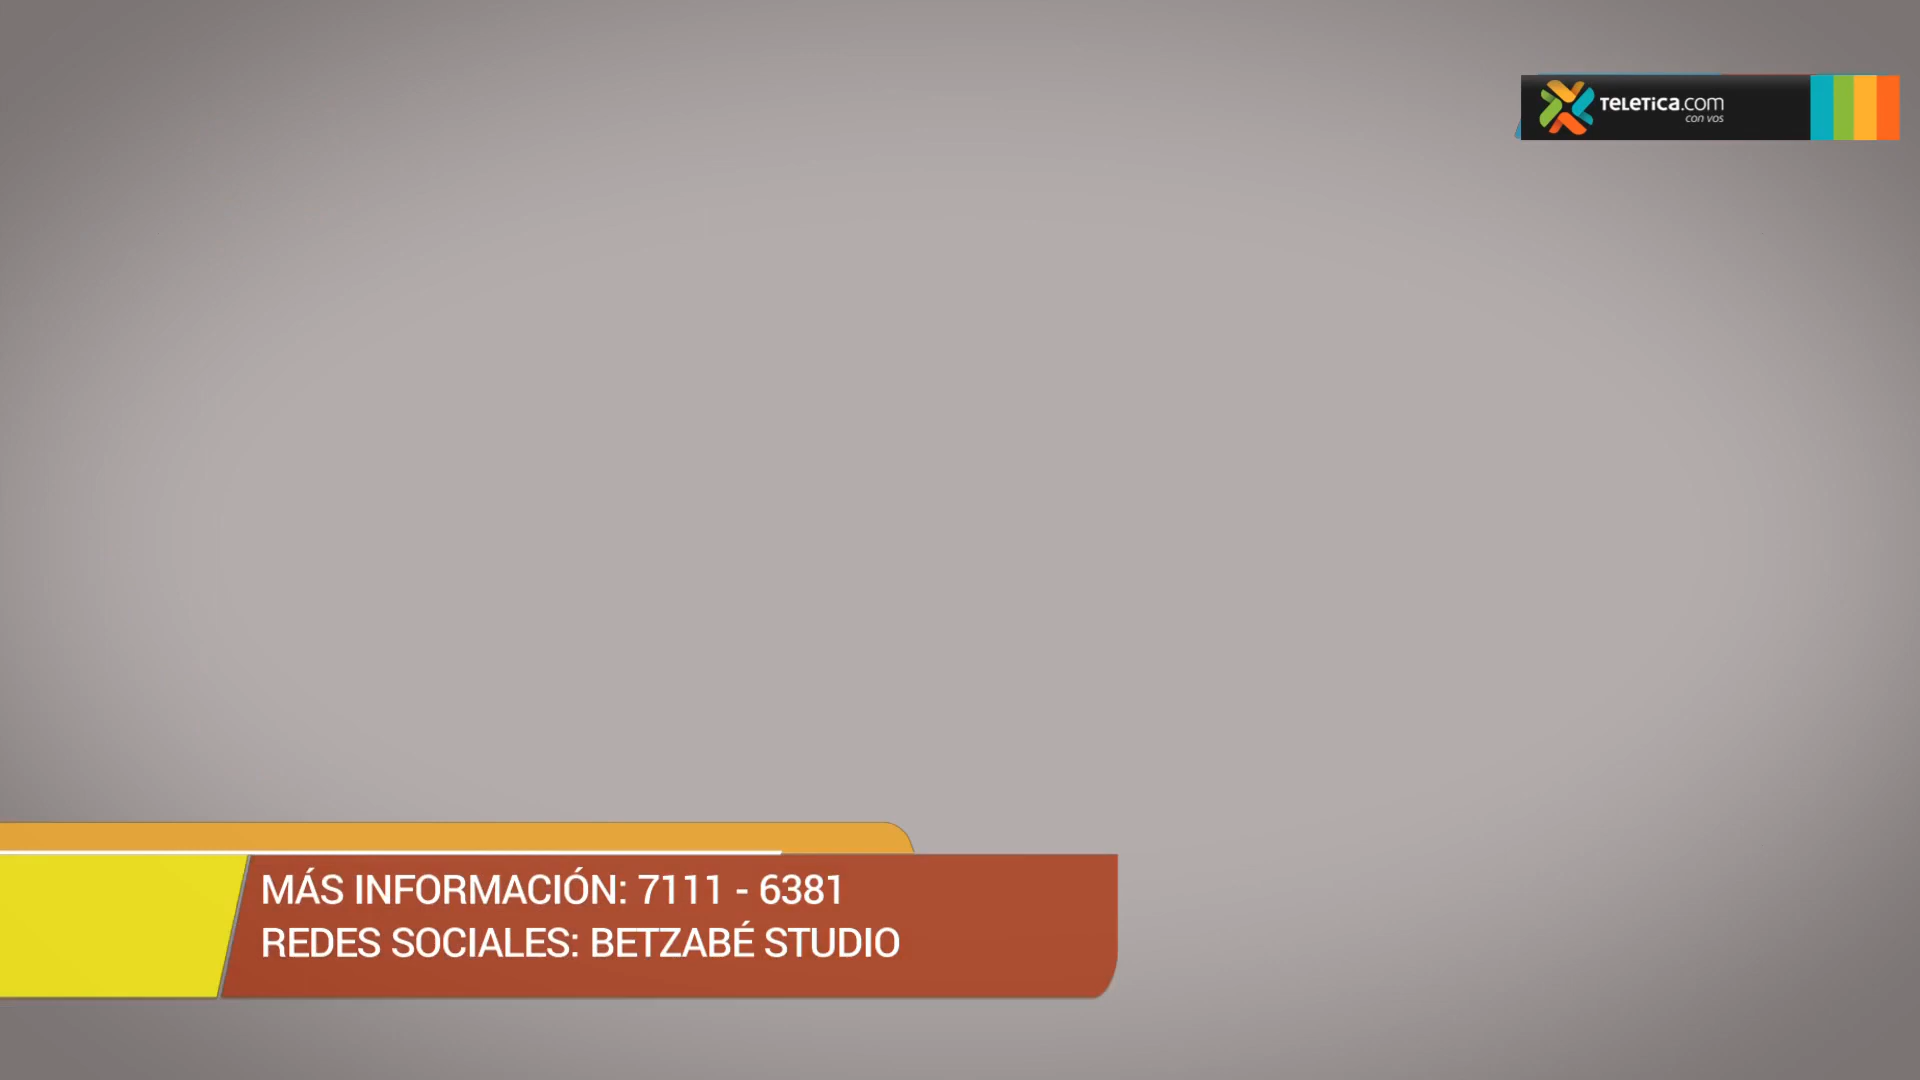 TELETICA.COM
con vos
MÁS INFORMACIÓN: 7111 - 6381
REDES SOCIALES: BETZABÉ STUDIO